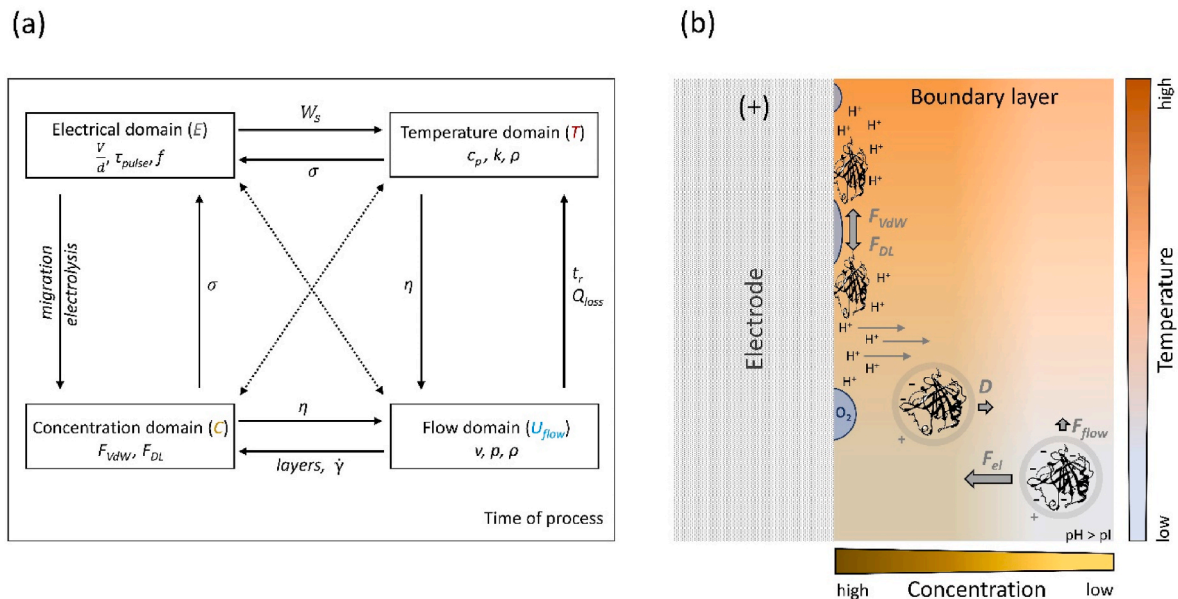 (a)
Electrical domain (E)
V/d, τpulse, f
Ws
σ
Temperature domain (T)
cp, k, ρ
migration
electrolysis
σ
η
tr
Qloss
Concentration domain (C)
FVdW, FDL
η
layers, γ̇
Flow domain (Uflow)
v, p, ρ
Time of process
(b)
(+)
Electrode
Boundary layer
H⁺
H⁺
H⁺
H⁺
H⁺
H⁺
H⁺
H⁺
FVdW
FDL
H⁺
H⁺
H⁺
H⁺
H⁺
H⁺
H⁺
H⁺
O₂
-
-
-
+
D
Fflow
Fel
-
-
-
-
-
+
pH > pI
high
Temperature
low
high
Concentration
low